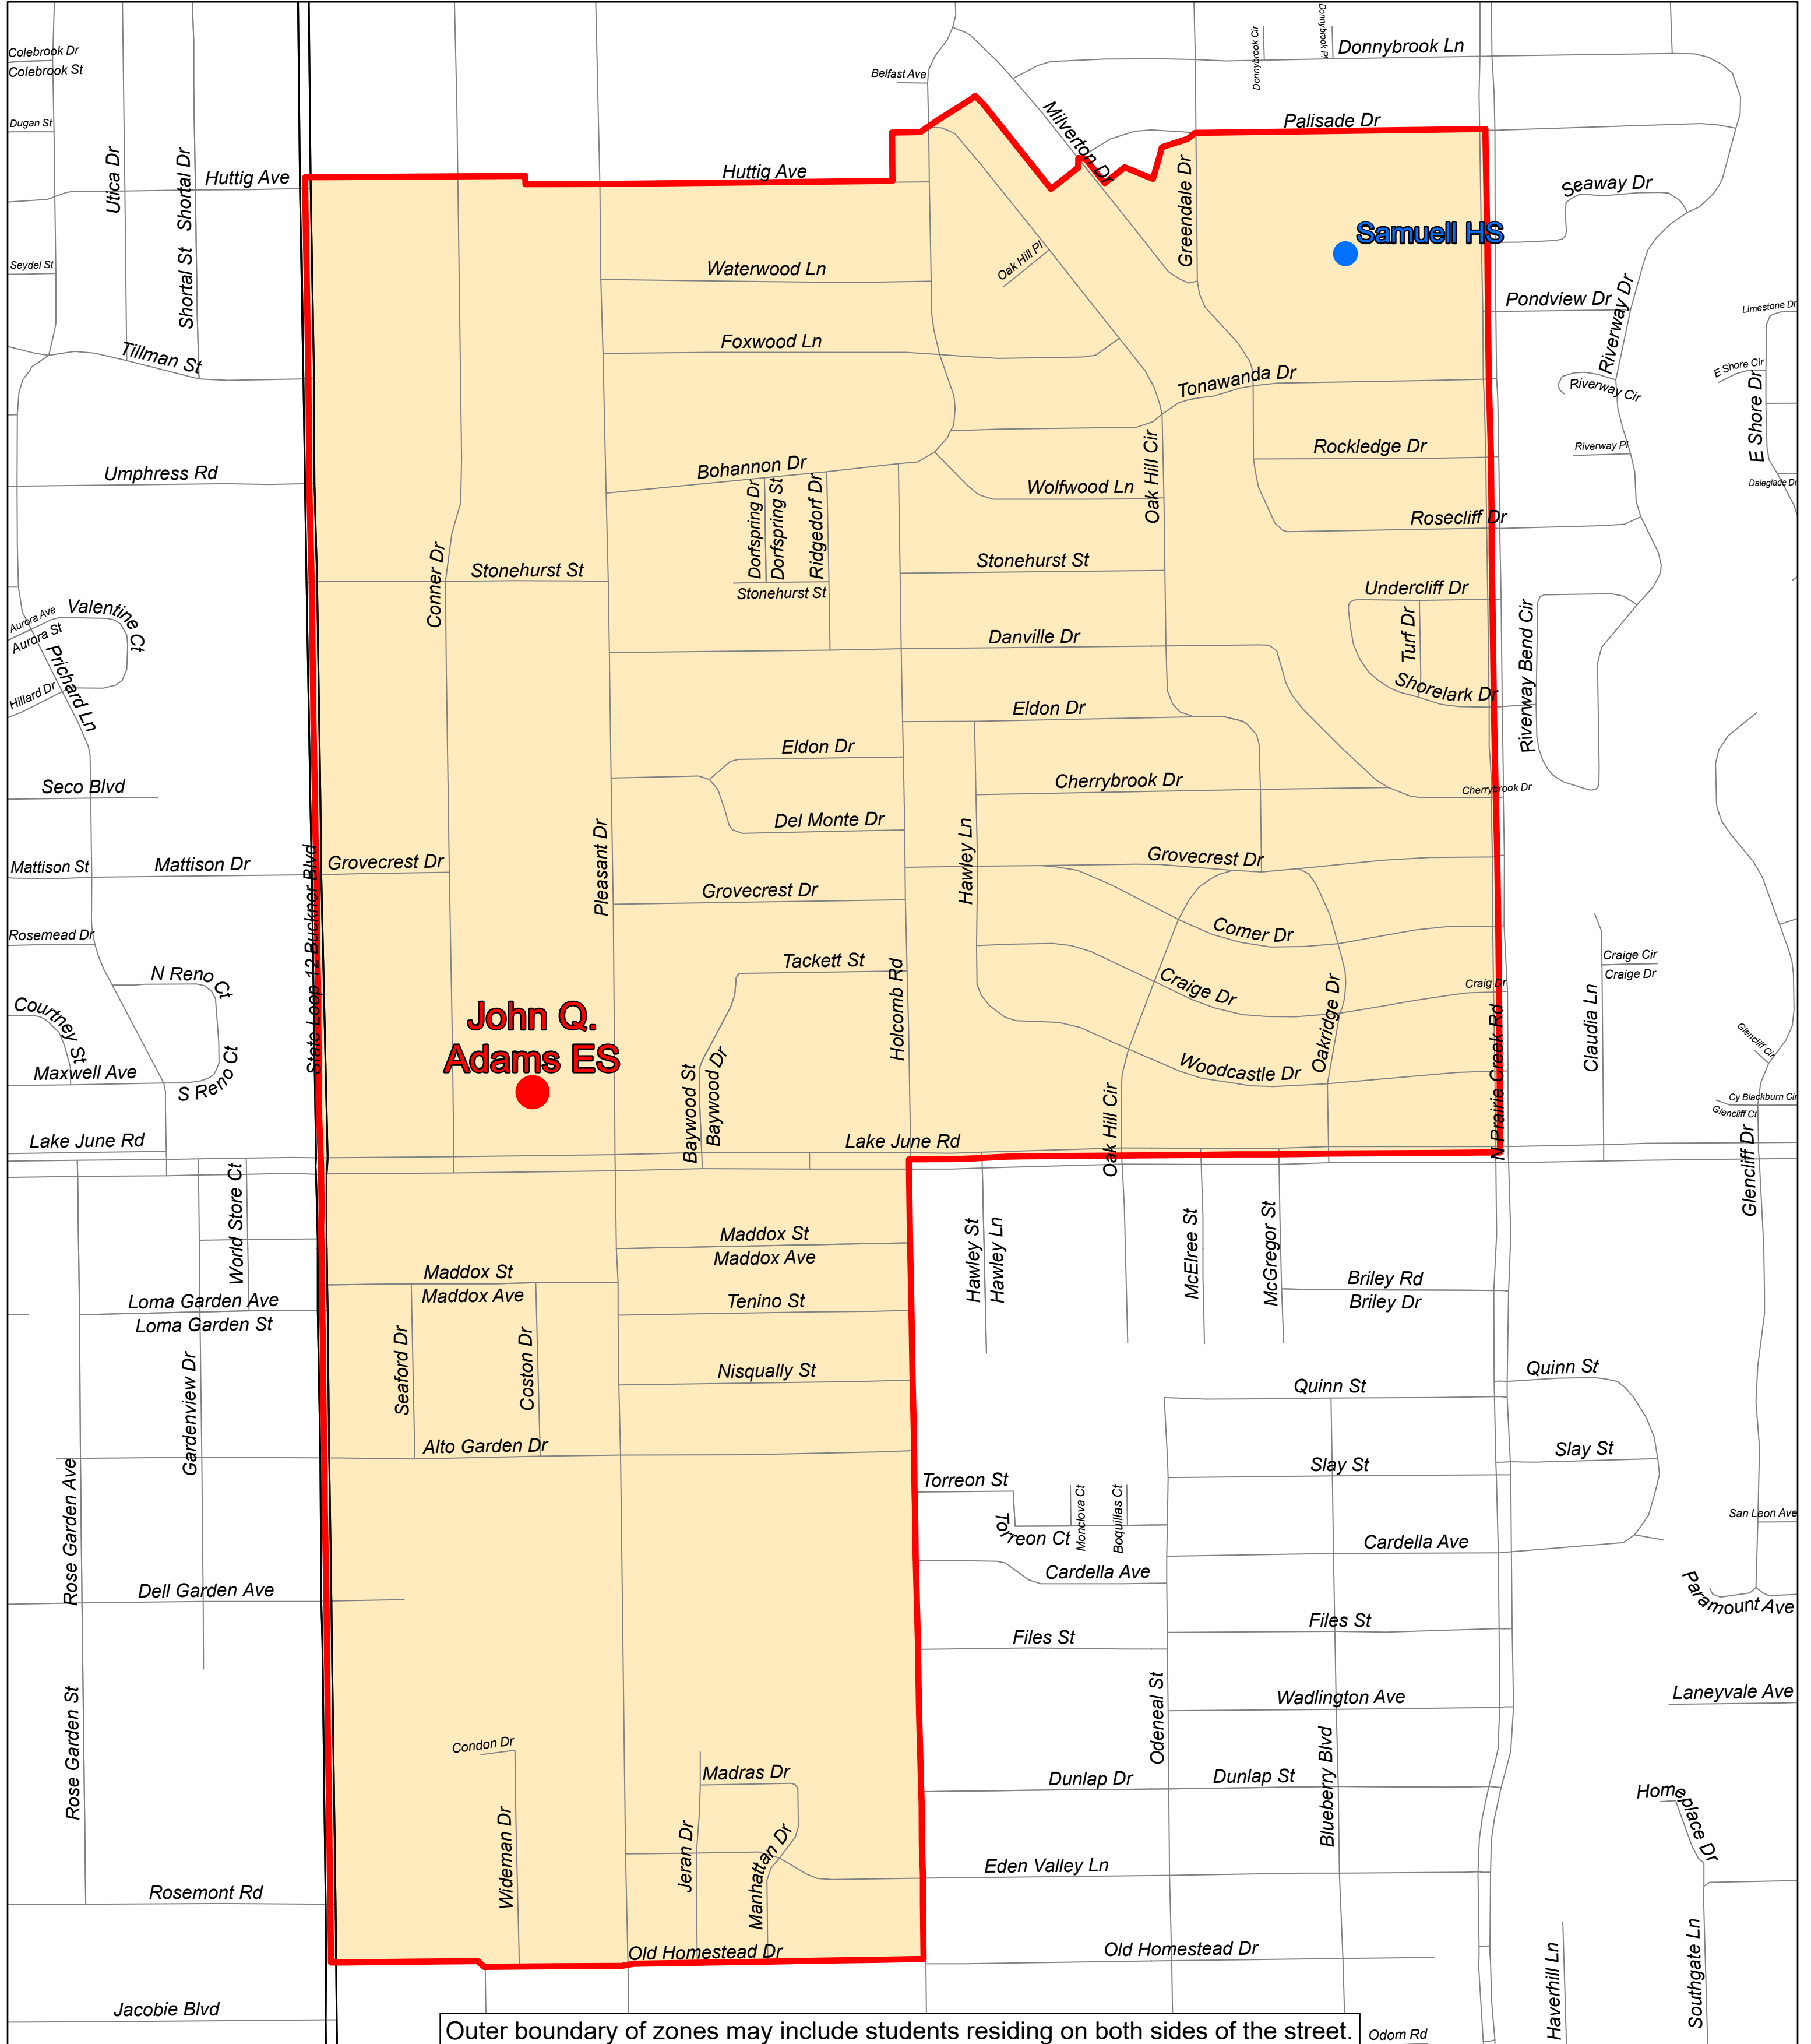 Colebrook Dr
Colebrook St
Dugan St
Utica Dr
Shortal Dr
Shortal St
Huttig Ave
Seydel St
Tillman St
Umphress Rd
Belfast Ave
Huttig Ave
Milverton Dr
Donnybrook Cir
Donnybrook Pl
Donnybrook Ln
Palisade Dr
Greendale Dr
Seaway Dr
Samuell HS
Waterwood Ln
Oak Hill Pl
Pondview Dr
Riverway Dr
Limestone Dr
Foxwood Ln
Tonawanda Dr
Riverway Cir
E Shore Cir
E Shore Dr
Bohannon Dr
Oak Hill Cir
Rockledge Dr
Riverway Pl
Wolfwood Ln
Daleglade Dr
Dorfspring Dr
Dorfspring St
Ridgedorf Dr
Rosecliff Dr
Conner Dr
Stonehurst St
Stonehurst St
Stonehurst St
Undercliff Dr
Turf Dr
Aurora Ave
Aurora St
Valentine Ct
Prichard Ln
Hillard Dr
Danville Dr
Shorelark Dr
Riverway Bend Cir
Eldon Dr
Eldon Dr
Seco Blvd
Cherrybrook Dr
Cherrybrook Dr
Del Monte Dr
Pleasant Dr
Hawley Ln
Mattison St
Mattison Dr
State Loop 12 Buckner Blvd
Grovecrest Dr
Grovecrest Dr
Grovecrest Dr
Rosemead Dr
Comer Dr
Tackett St
Holcomb Rd
Craige Dr
Craig Dr
Craige Cir
Craige Dr
Claudia Ln
N Reno Ct
Courtney St
S Reno Ct
Maxwell Ave
John Q.
Adams ES
Baywood St
Baywood Dr
Oakridge Dr
Woodcastle Dr
N Prairie Creek Rd
Glencliff Cir
Cy Blackburn Cir
Glencliff Ct
Glencliff Dr
Lake June Rd
Lake June Rd
Oak Hill Cir
World Store Ct
Maddox St
Maddox Ave
Hawley St
Hawley Ln
McElree St
McGregor St
Briley Rd
Briley Dr
Maddox St
Maddox Ave
Loma Garden Ave
Loma Garden St
Tenino St
Seaford Dr
Coston Dr
Nisqually St
Gardenview Dr
Quinn St
Quinn St
Alto Garden Dr
Slay St
Slay St
Torreon St
Torreon Ct
Monclova Ct
Boquillas Ct
San Leon Ave
Rose Garden Ave
Cardella Ave
Cardella Ave
Dell Garden Ave
Paramount Ave
Files St
Files St
Odeneal St
Wadlington Ave
Laneyvale Ave
Rose Garden St
Condon Dr
Madras Dr
Dunlap Dr
Dunlap St
Blueberry Blvd
Homeplace Dr
Wideman Dr
Jeran Dr
Manhattan Dr
Eden Valley Ln
Rosemont Rd
Old Homestead Dr
Old Homestead Dr
Haverhill Ln
Southgate Ln
Jacobie Blvd
Outer boundary of zones may include students residing on both sides of the street.
Odom Rd